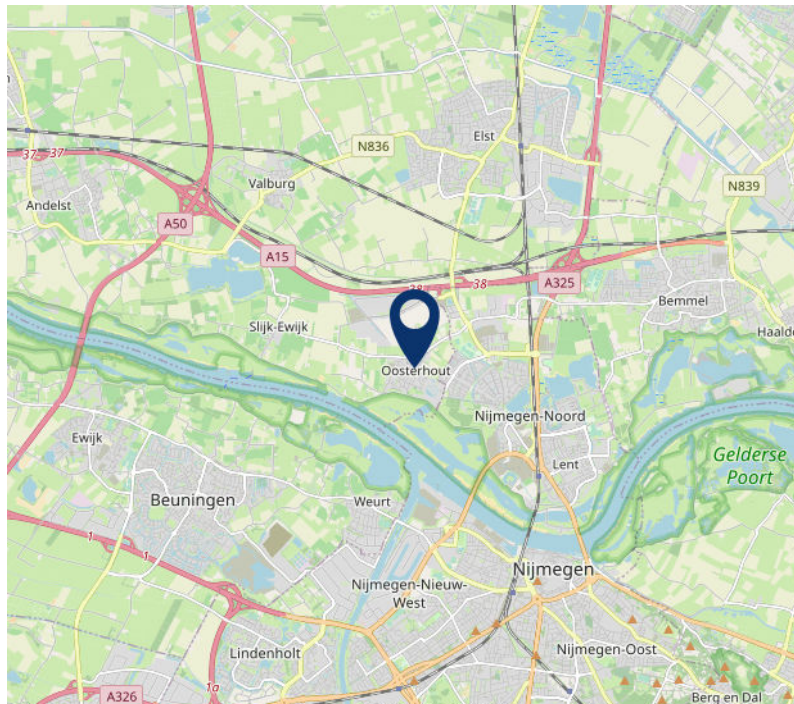 Elst
N836
37
37
Valburg
N839
Andelst
A50
A15
38
38
A325
Bemmel
Slijk-Ewijk
Haalde
Oosterhout
Nijmegen-Noord
Ewijk
Lent
Gelderse
Poort
Beuningen
Weurt
1
1
Nijmegen
Nijmegen-Nieuw-
West
Lindenholt
Nijmegen-Oost
1a
A326
Berg en Dal